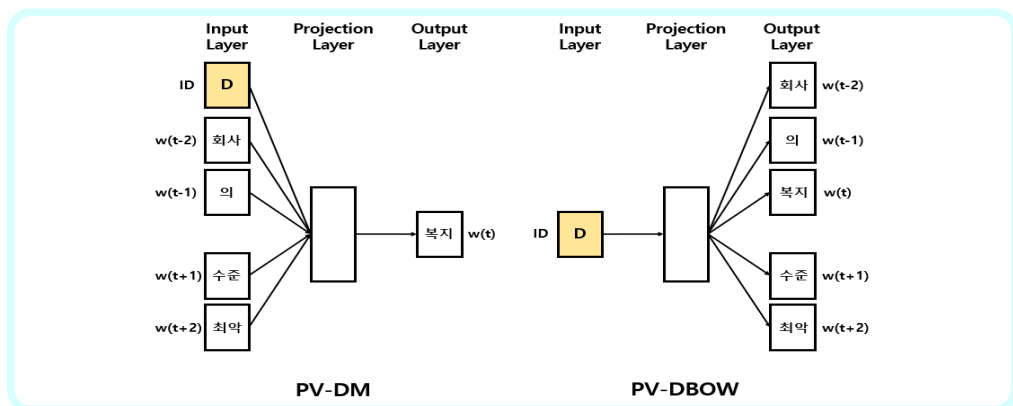 Input
Layer
Projection
Layer
Output
Layer
ID
D
w(t-2)
회사
w(t-1)
의
w(t+1)
수준
w(t+2)
최악
복지
w(t)
PV-DM
Input
Layer
Projection
Layer
Output
Layer
ID
D
회사
w(t-2)
의
w(t-1)
복지
w(t)
수준
w(t+1)
최악
w(t+2)
PV-DBOW